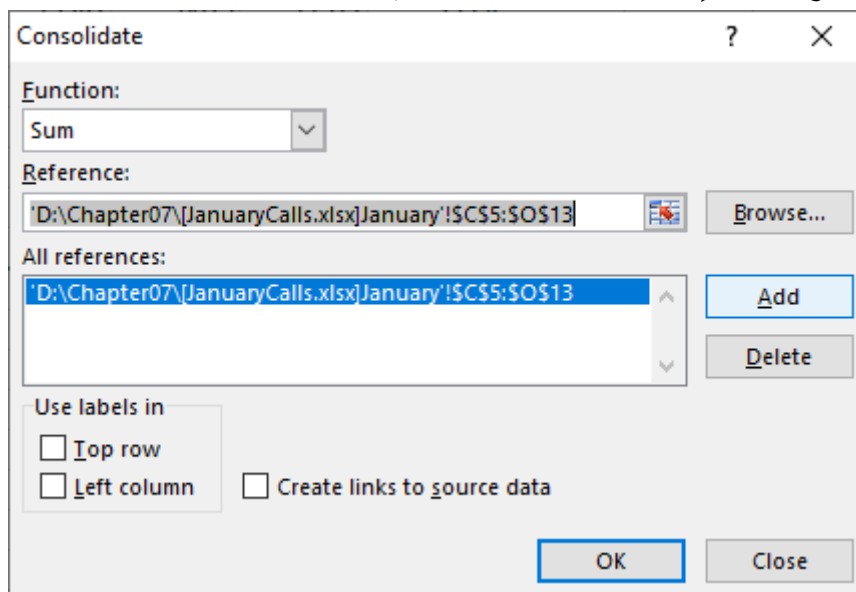 Consolidate ?
Function:
Sum
Reference:
'D:\Chapter07\[JanuaryCalls.xlsx]January'!$C$5:$O$13 Browse...
All references:
'D:\Chapter07\[JanuaryCalls.xlsx]January'!$C$5:$O$13 Add
Delete
Use labels in
Top row
Left column Create links to source data
OK Close